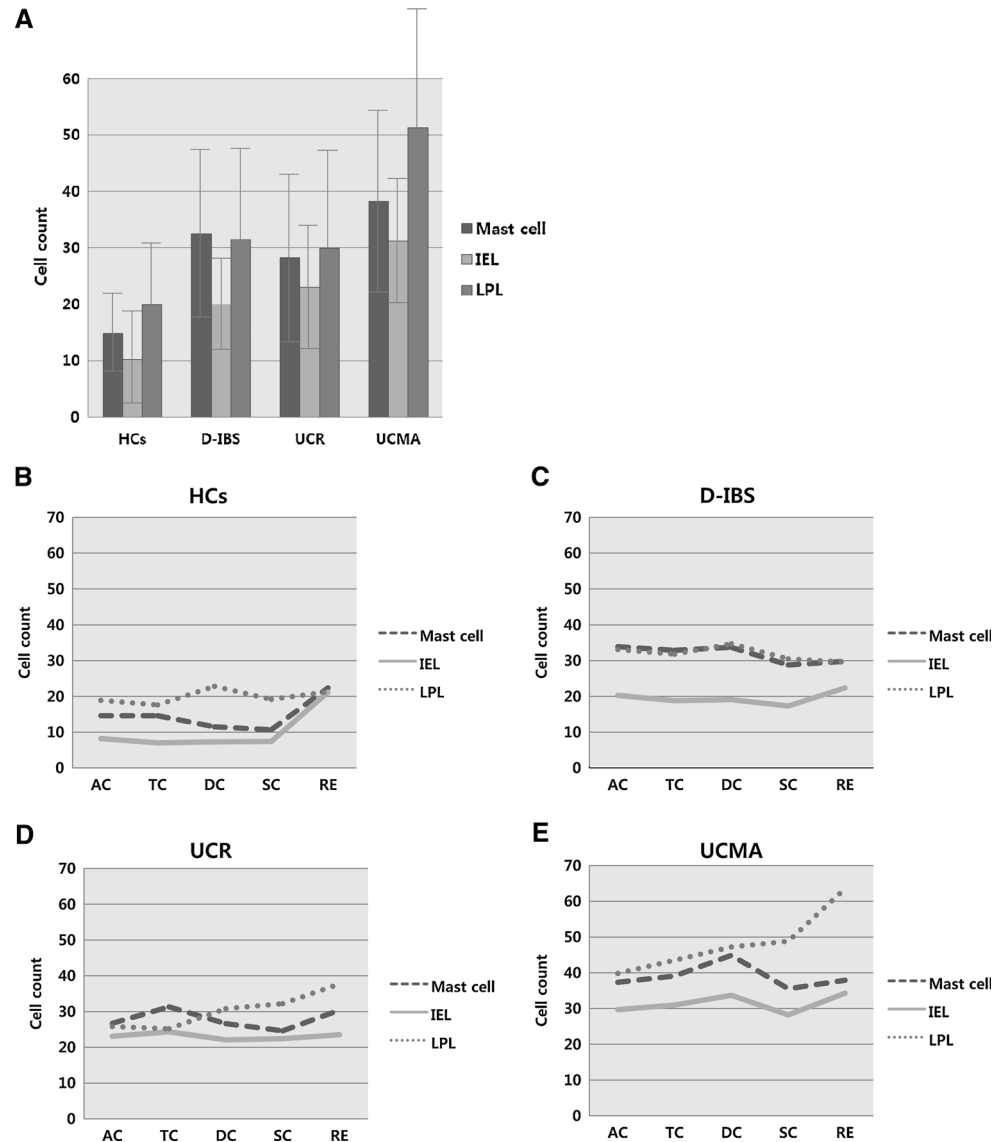 A
Cell count
60
50
40
30
20
10
0
HCs D-IBS UCR UCMA
Mast cell
IEL
LPL
B
HCs
Cell count
70
60
50
40
30
20
10
0
AC TC DC SC RE
Mast cell
IEL
LPL
C
D-IBS
Cell count
70
60
50
40
30
20
10
0
AC TC DC SC RE
Mast cell
IEL
LPL
D
UCR
Cell count
70
60
50
40
30
20
10
0
AC TC DC SC RE
Mast cell
IEL
LPL
E
UCMA
Cell count
70
60
50
40
30
20
10
0
AC TC DC SC RE
Mast cell
IEL
LPL